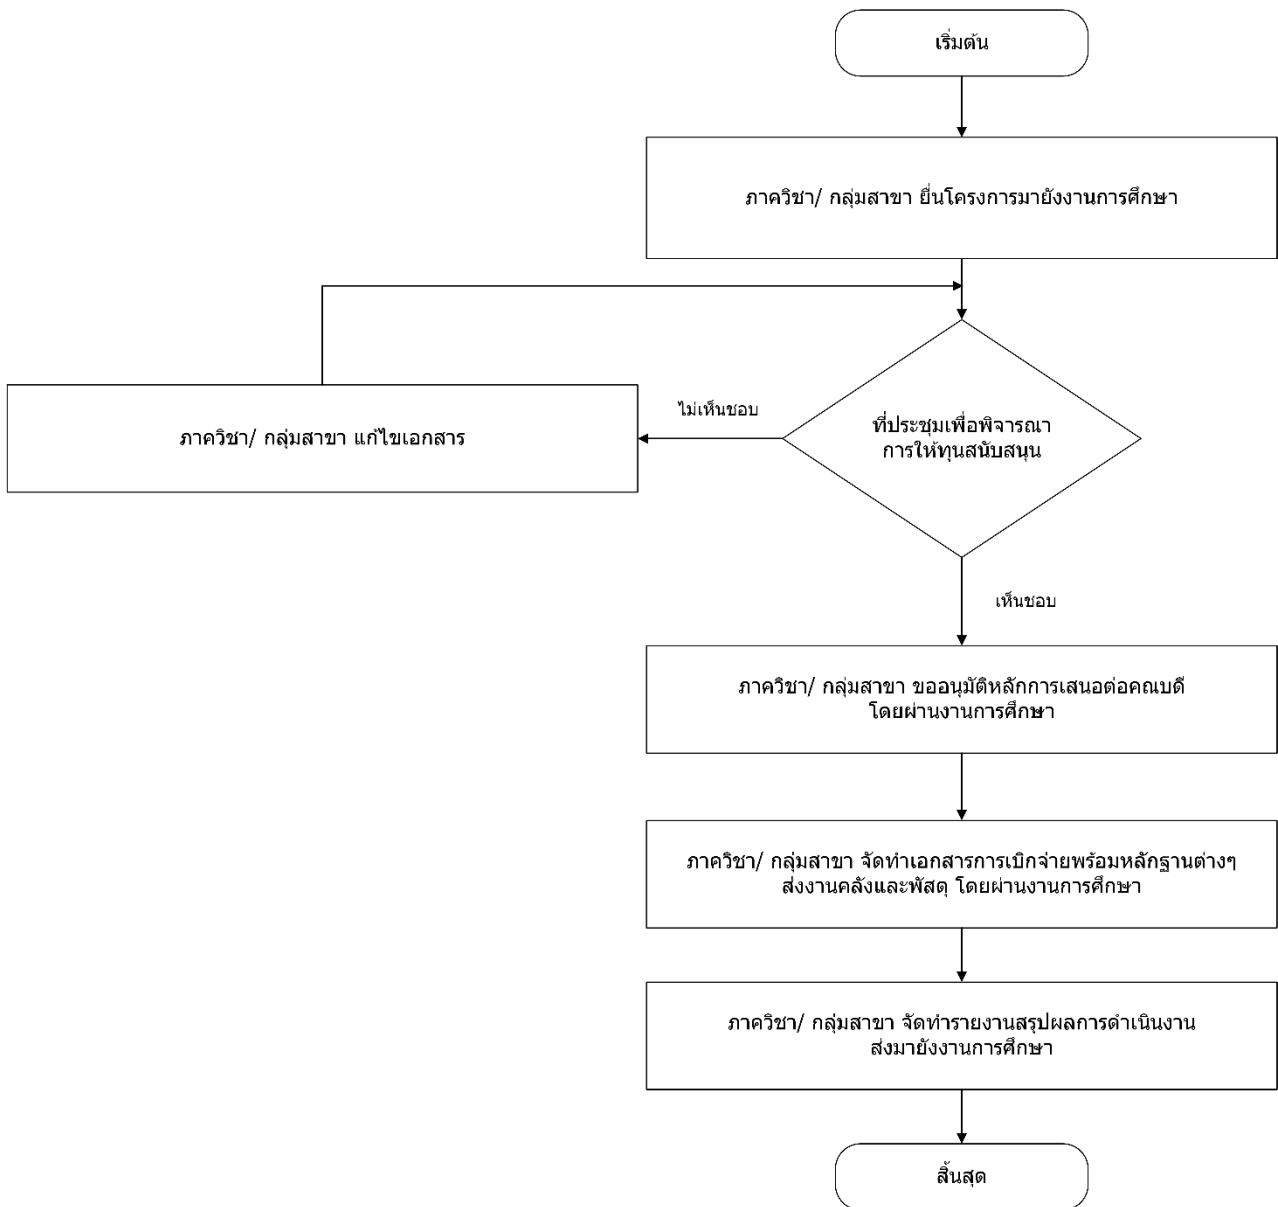 เริ่มต้น
ภาควิชา/ กลุ่มสาขา ยื่นโครงการมายังงานการศึกษา
ไม่เห็นชอบ
ภาควิชา/ กลุ่มสาขา แก้ไขเอกสาร
ที่ประชุมเพื่อพิจารณา
การให้ทุนสนับสนุน
เห็นชอบ
ภาควิชา/ กลุ่มสาขา ขออนุมัติหลักการเสนอต่อคณบดี
โดยผ่านงานการศึกษา
ภาควิชา/ กลุ่มสาขา จัดทำเอกสารการเบิกจ่ายพร้อมหลักฐานต่างๆ
ส่งงานคลังและพัสดุ โดยผ่านงานการศึกษา
ภาควิชา/ กลุ่มสาขา จัดทำรายงานสรุปผลการดำเนินงาน
ส่งมายังงานการศึกษา
สิ้นสุด